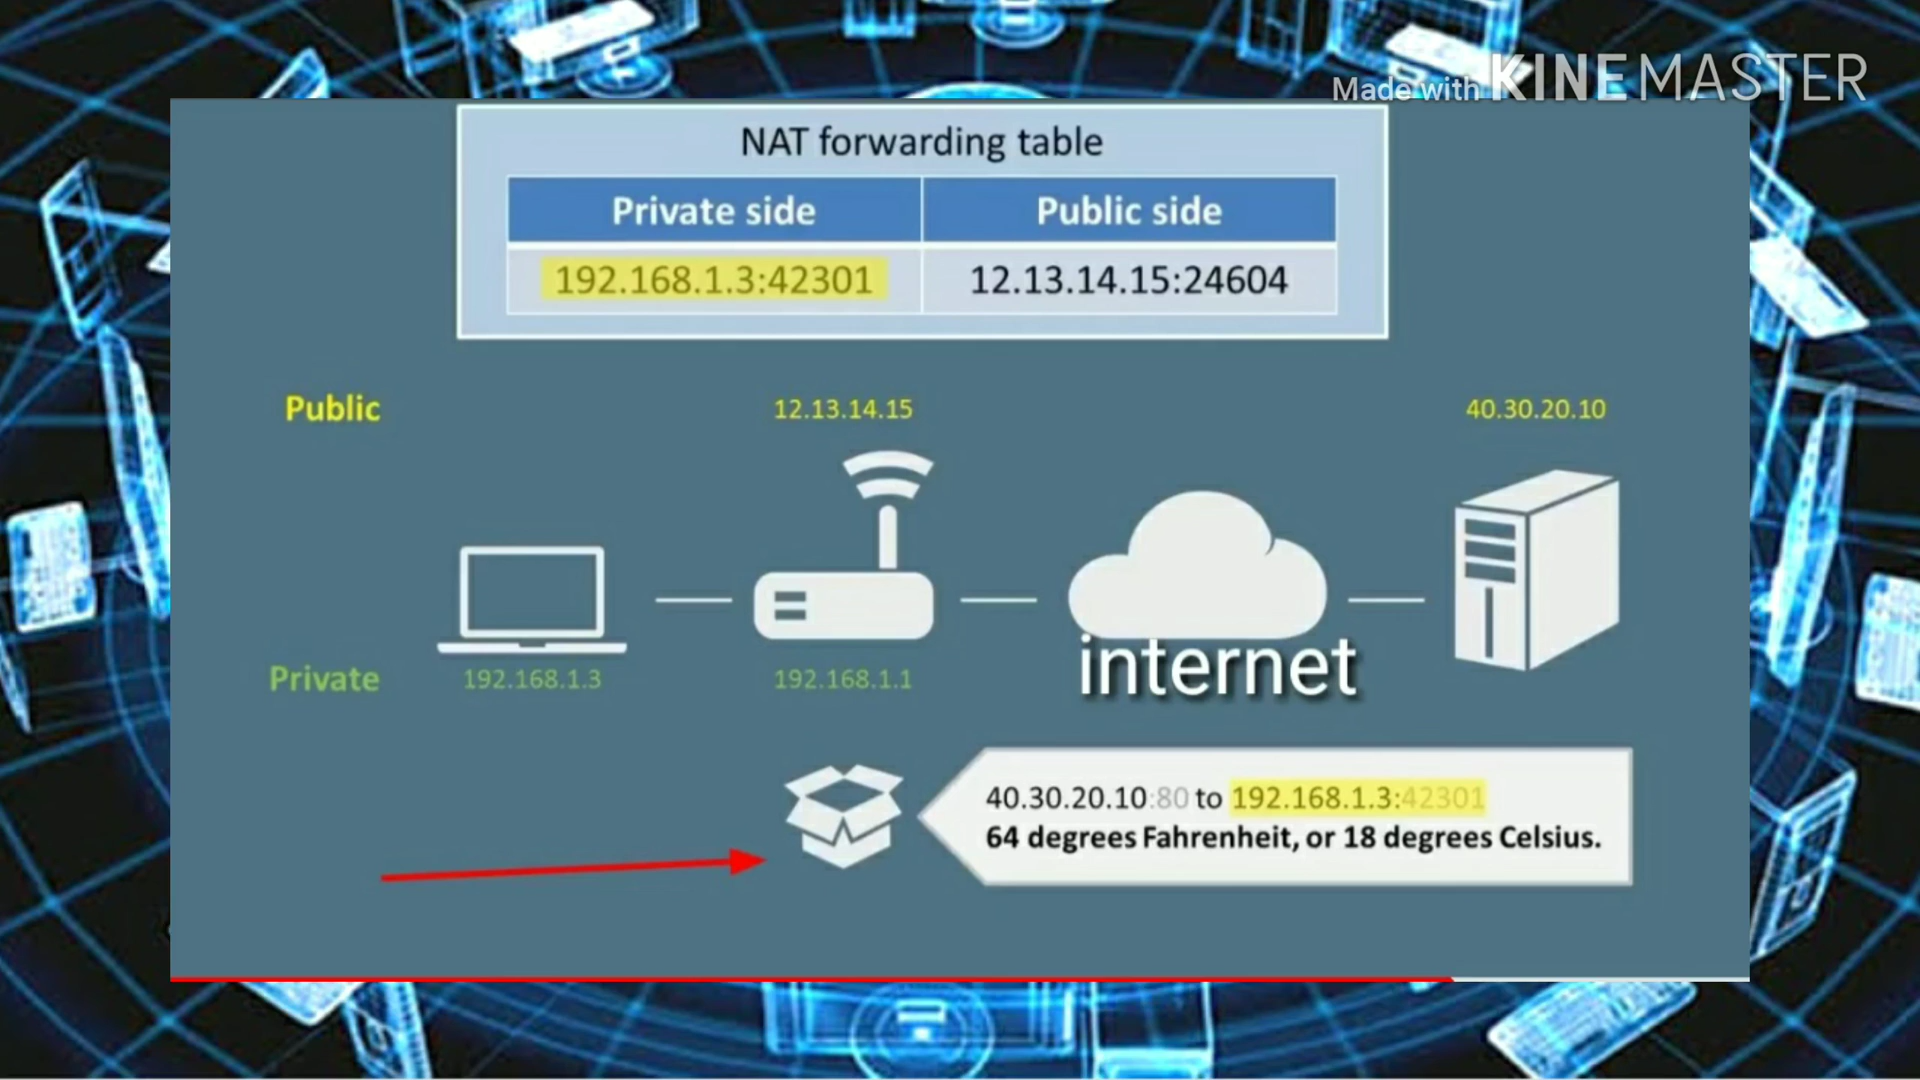 Made with KINEMASTER
NAT forwarding table
Private side Public side
192.168.1.3:42301 12.13.14.15:24604
Public 12.13.14.15 40.30.20.10
internet
Private 192.168.1.3 192.168.1.1
40.30.20.10:80 to 192.168.1.3:42301
64 degrees Fahrenheit, or 18 degrees Celsius.